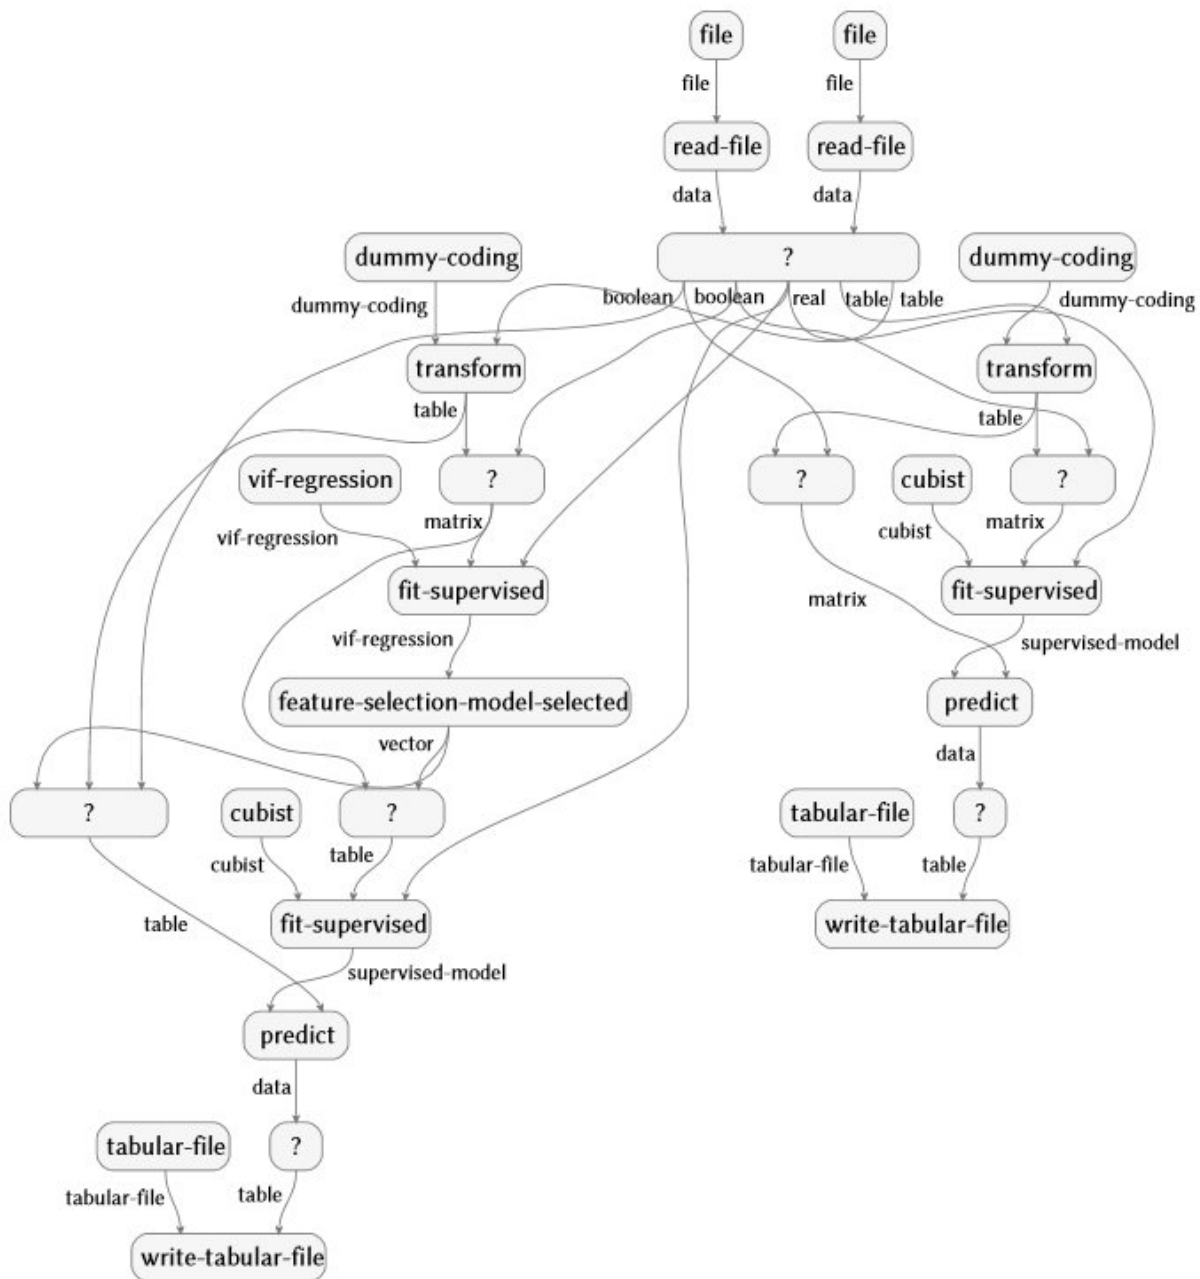 file file
file file
read-file read-file
data data
dummy-coding ? dummy-coding
dummy-coding boolean boolean real table table dummy-coding
transform transform
table table
vif-regression ? ? cubist ?
vif-regression matrix cubist matrix
fit-supervised fit-supervised
matrix
vif-regression supervised-model
feature-selection-model-selected predict
vector data
? cubist ? tabular-file ?
cubist table tabular-file table
fit-supervised write-tabular-file
table
supervised-model
predict
data
tabular-file ?
tabular-file table
write-tabular-file